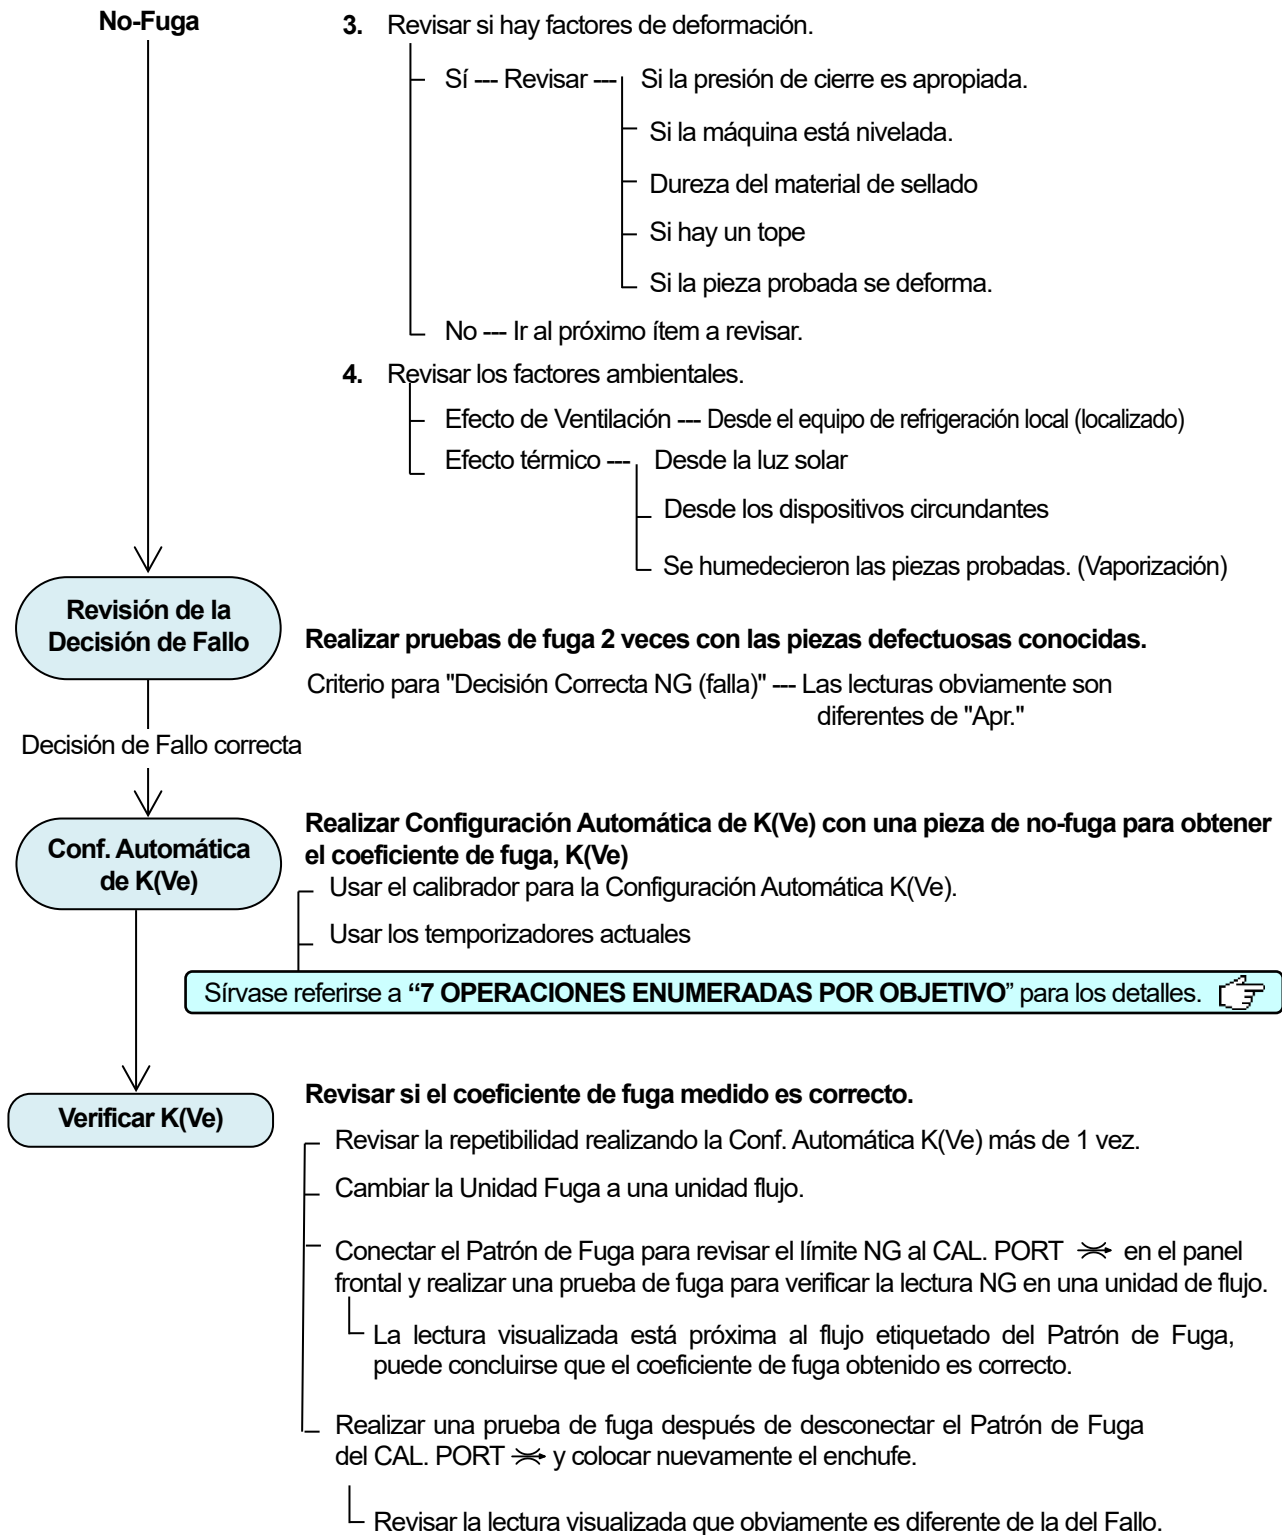 No-Fuga
3. Revisar si hay factores de deformación.
Sí --- Revisar --- Si la presión de cierre es apropiada.
Si la máquina está nivelada.
Dureza del material de sellado
Si hay un tope
Si la pieza probada se deforma.
No --- Ir al próximo ítem a revisar.
4. Revisar los factores ambientales.
Efecto de Ventilación --- Desde el equipo de refrigeración local (localizado)
Efecto térmico --- Desde la luz solar
Desde los dispositivos circundantes
Se humedecieron las piezas probadas. (Vaporización)
Revisión de la
Decisión de Fallo
Realizar pruebas de fuga 2 veces con las piezas defectuosas conocidas.
Criterio para "Decisión Correcta NG (falla)" --- Las lecturas obviamente son
diferentes de "Apr."
Decisión de Fallo correcta
Conf. Automática
de K(Ve)
Realizar Configuración Automática de K(Ve) con una pieza de no-fuga para obtener
el coeficiente de fuga, K(Ve)
Usar el calibrador para la Configuración Automática K(Ve).
Usar los temporizadores actuales
Sírvase referirse a “7 OPERACIONES ENUMERADAS POR OBJETIVO” para los detalles.
Verificar K(Ve)
Revisar si el coeficiente de fuga medido es correcto.
Revisar la repetibilidad realizando la Conf. Automática K(Ve) más de 1 vez.
Cambiar la Unidad Fuga a una unidad flujo.
Conectar el Patrón de Fuga para revisar el límite NG al CAL. PORT en el panel
frontal y realizar una prueba de fuga para verificar la lectura NG en una unidad de flujo.
La lectura visualizada está próxima al flujo etiquetado del Patrón de Fuga,
puede concluirse que el coeficiente de fuga obtenido es correcto.
Realizar una prueba de fuga después de desconectar el Patrón de Fuga
del CAL. PORT y colocar nuevamente el enchufe.
Revisar la lectura visualizada que obviamente es diferente de la del Fallo.